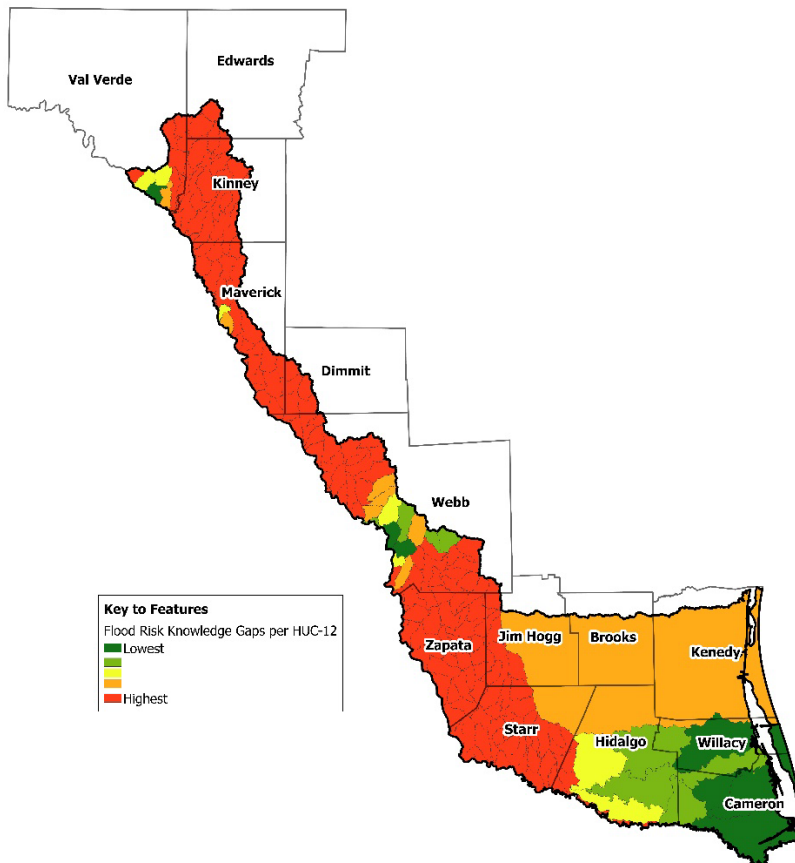 Edwards
Val Verde
Kinney
Maverick
Dimmit
Webb
Key to Features
Flood Risk Knowledge Gaps per HUC-12
Lowest
Highest
Zapata
Jim Hogg
Brooks
Kenedy
Starr
Hidalgo
Willacy
Cameron